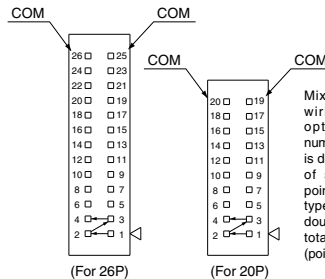 COM
COM
26 25
24 23
22 21
20 19
18 17
16 15
14 13
12 11
10 9
8 7
6 5
4 3
2 1
(For 26P)
COM
COM
20 19
18 17
16 15
14 13
12 11
10 9
8 7
6 5
4 3
2 1
(For 20P)
Mix
wiri
opt
num
is d
of s
poin
type
dou
tota
(poi